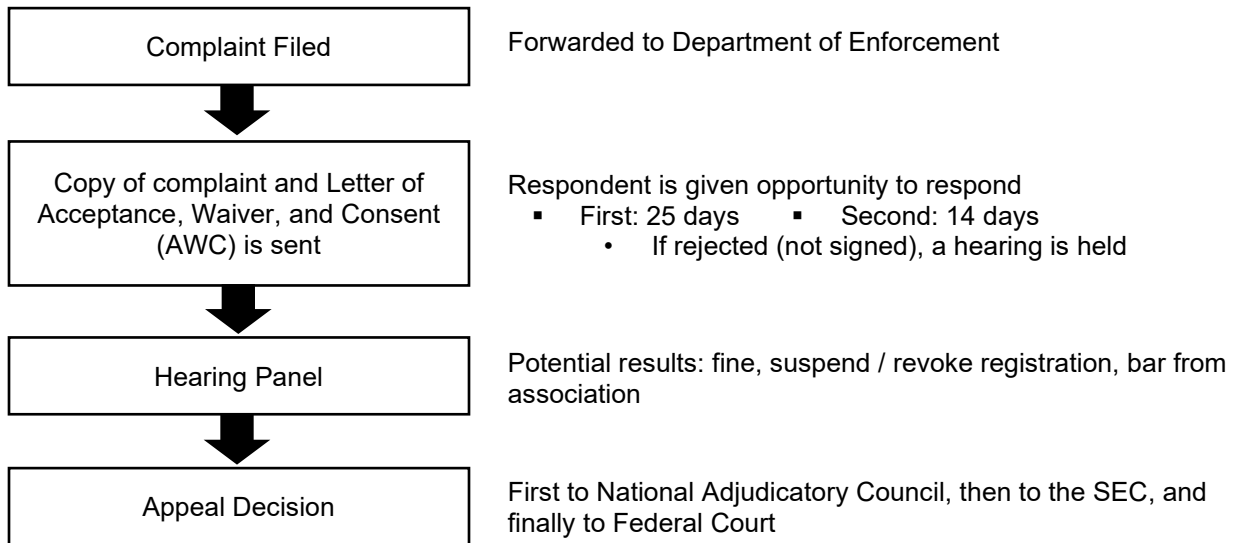 Complaint Filed
Forwarded to Department of Enforcement
Copy of complaint and Letter of
Acceptance, Waiver, and Consent
(AWC) is sent
Respondent is given opportunity to respond
▪ First: 25 days ▪ Second: 14 days
• If rejected (not signed), a hearing is held
Hearing Panel
Potential results: fine, suspend / revoke registration, bar from
association
Appeal Decision
First to National Adjudicatory Council, then to the SEC, and
finally to Federal Court